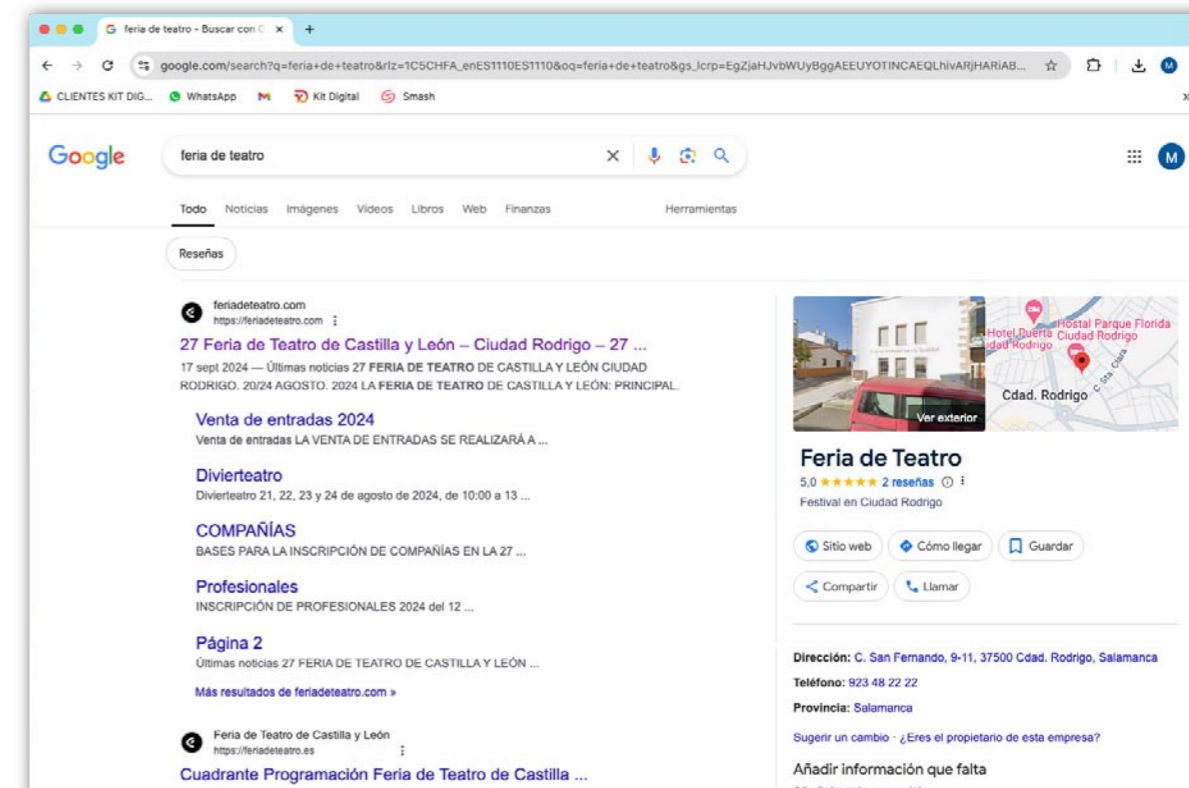 feria de teatro - Buscar con G
google.com/search?q=feria+de+teatro&rlz=1C5CHFA_enES1110ES1110&oq=feria+de+teatro&gs_lcrp=EgZjaHJvbWUyBggAEEUYOTINCAEQLhivARjHARiAB...
CLIENTES KIT DIG...
WhatsApp
Kit Digital
Smash
Google
feria de teatro
M
Todo Noticias Imágenes Vídeos Libros Web Finanzas Herramientas
Reseñas
feriadeteatro.com
https://feriadeteatro.com
27 Feria de Teatro de Castilla y León – Ciudad Rodrigo – 27 ...
17 sept 2024 — Últimas noticias 27 FERIA DE TEATRO DE CASTILLA Y LEÓN CIUDAD
RODRIGO. 20/24 AGOSTO. 2024 LA FERIA DE TEATRO DE CASTILLA Y LEÓN: PRINCIPAL.
Venta de entradas 2024
Venta de entradas LA VENTA DE ENTRADAS SE REALIZARÁ A ...
Divierteatro
Divierteatro 21, 22, 23 y 24 de agosto de 2024, de 10:00 a 13 ...
COMPAÑÍAS
BASES PARA LA INSCRIPCIÓN DE COMPAÑÍAS EN LA 27 ...
Profesionales
INSCRIPCIÓN DE PROFESIONALES 2024 del 12 ...
Página 2
Últimas noticias 27 FERIA DE TEATRO DE CASTILLA Y LEÓN ...
Más resultados de feriadeteatro.com »
Feria de Teatro de Castilla y León
https://feriadeteatro.es
Cuadrante Programación Feria de Teatro de Castilla ...
Ver exterior
Hotel Puerta
Ciudad Rodrigo
Hostal Parque Florida
Ciudad Rodrigo
C. Sta. Clara
Cdad. Rodrigo
Feria de Teatro
5,0 ★★★★★ 2 reseñas
Festival en Ciudad Rodrigo
Sitio web Cómo llegar Guardar
Compartir Llamar
Dirección: C. San Fernando, 9-11, 37500 Cdad. Rodrigo, Salamanca
Teléfono: 923 48 22 22
Provincia: Salamanca
Sugerir un cambio · ¿Eres el propietario de esta empresa?
Añadir información que falta